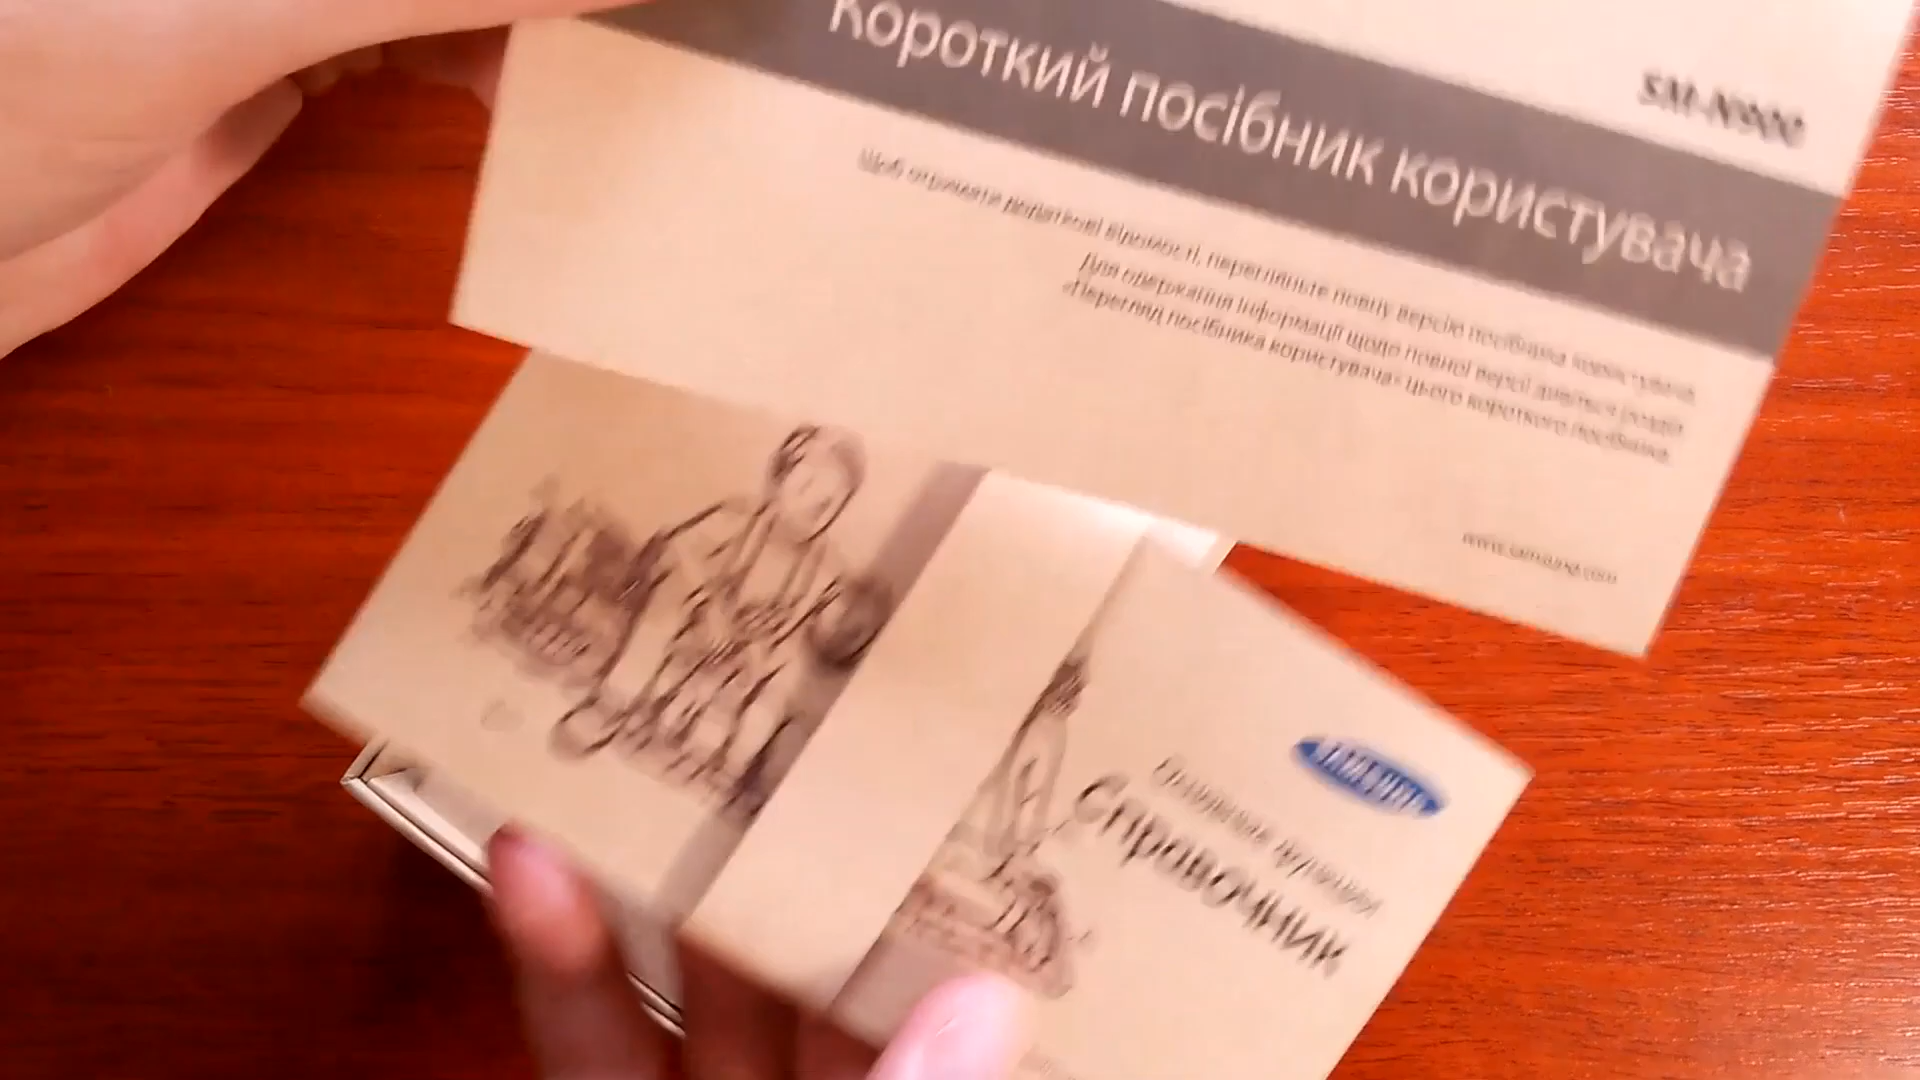 SM-N900
Короткий посібник користувача
Щоб отримати додаткові відомості, перегляньте повну версію посібника користувача.
Для одержання інформації щодо повної версії дивіться розділ
«Перегляд посібника користувача» цього короткого посібника.
www.samsung.com
SAMSUNG
Справочник